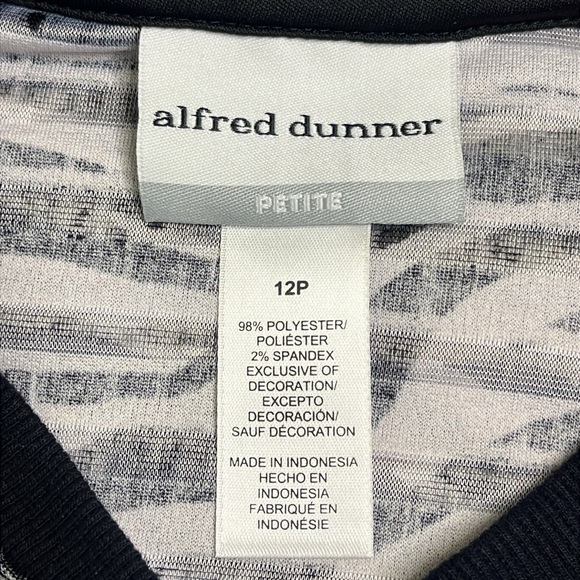 alfred dunner
PETITE
12P
98% POLYESTER/
POLIÉSTER
2% SPANDEX
EXCLUSIVE OF
DECORATION/
EXCEPTO
DECORACIÓN/
SAUF DÉCORATION
MADE IN INDONESIA
HECHO EN
INDONESIA
FABRIQUÉ EN
INDONÉSIE